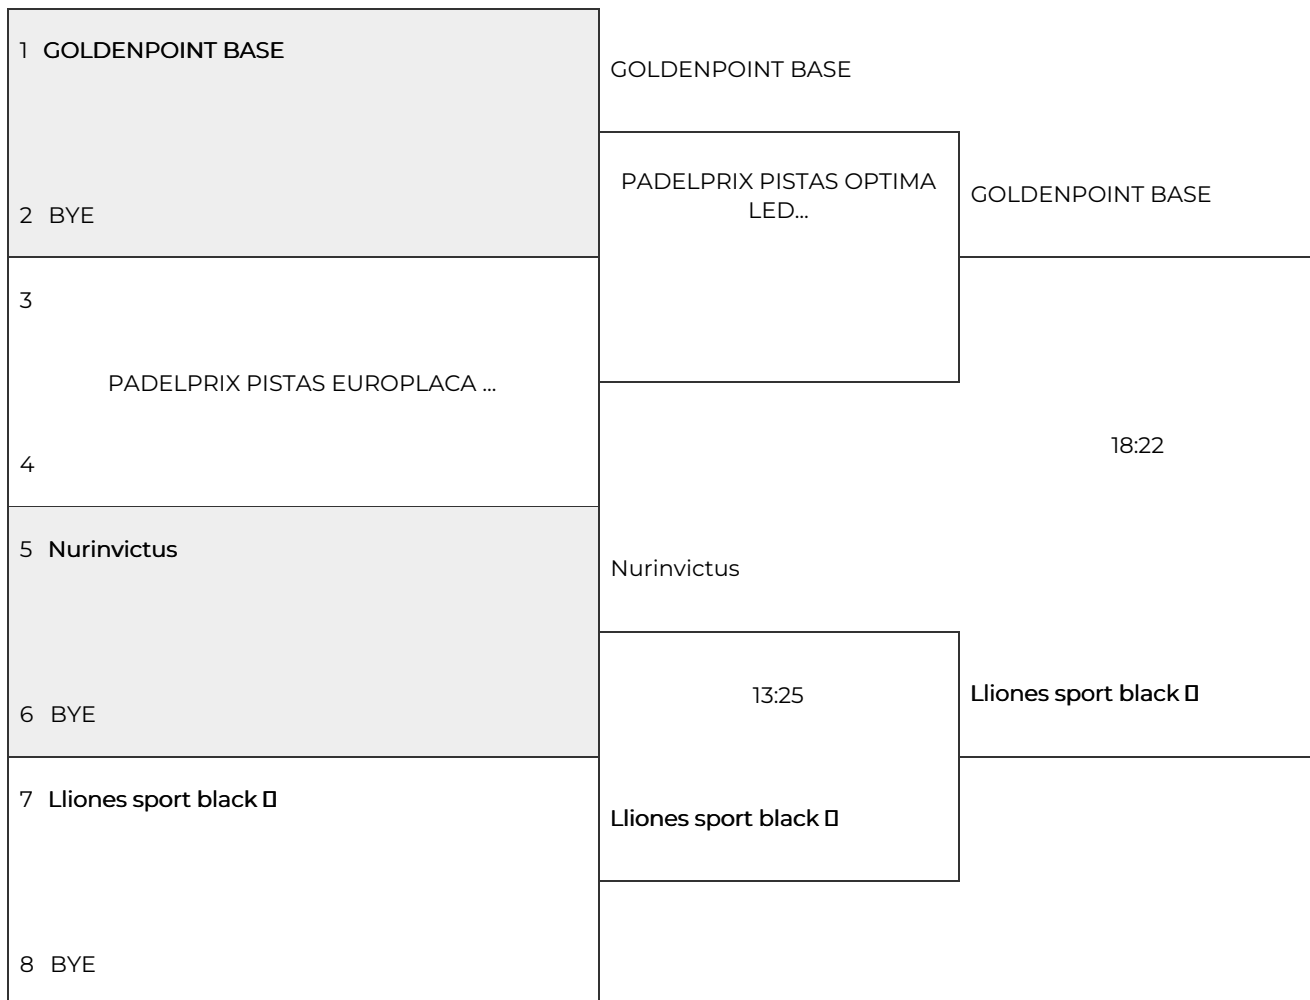 1 GOLDENPOINT BASE
2 BYE
3
PADELPRIX PISTAS EUROPLACA ...
4
5 Nurinvictus
6 BYE
7 Lliones sport black
8 BYE
GOLDENPOINT BASE
PADELPRIX PISTAS OPTIMA
LED...
Nurinvictus
13:25
Lliones sport black
GOLDENPOINT BASE
18:22
Lliones sport black